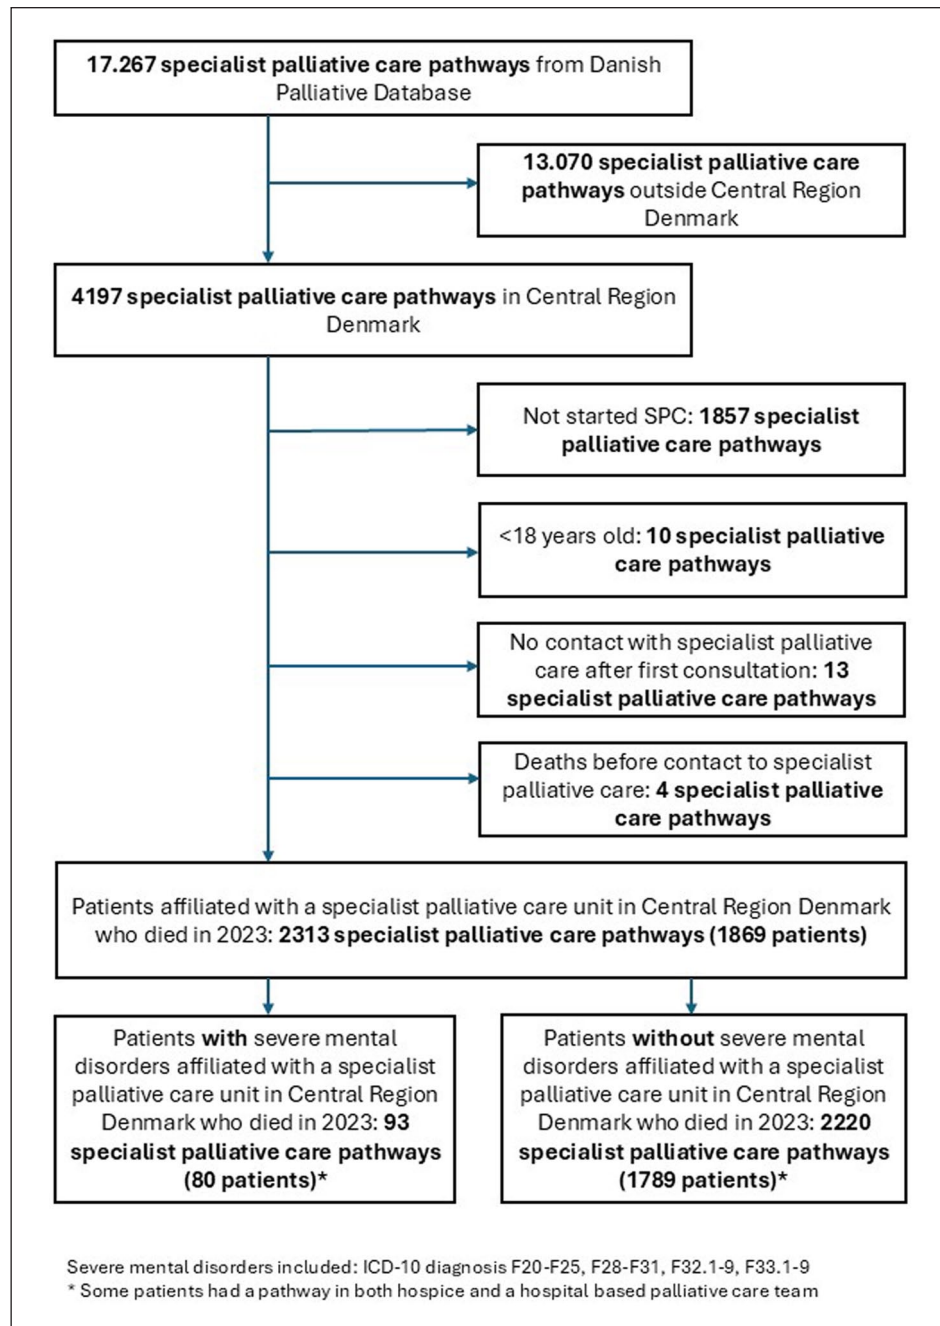 17.267 specialist palliative care pathways from Danish
Palliative Database
13.070 specialist palliative care
pathways outside Central Region
Denmark
4197 specialist palliative care pathways in Central Region
Denmark
Not started SPC: 1857 specialist
palliative care pathways
<18 years old: 10 specialist palliative
care pathways
No contact with specialist palliative
care after first consultation: 13
specialist palliative care pathways
Deaths before contact to specialist
palliative care: 4 specialist palliative
care pathways
Patients affiliated with a specialist palliative care unit in Central Region Denmark
who died in 2023: 2313 specialist palliative care pathways (1869 patients)
Patients with severe mental
disorders affiliated with a specialist
palliative care unit in Central Region
Denmark who died in 2023: 93
specialist palliative care pathways
(80 patients)*
Patients without severe mental
disorders affiliated with a specialist
palliative care unit in Central Region
Denmark who died in 2023: 2220
specialist palliative care pathways
(1789 patients)*
Severe mental disorders included: ICD-10 diagnosis F20-F25, F28-F31, F32.1-9, F33.1-9
* Some patients had a pathway in both hospice and a hospital based palliative care team